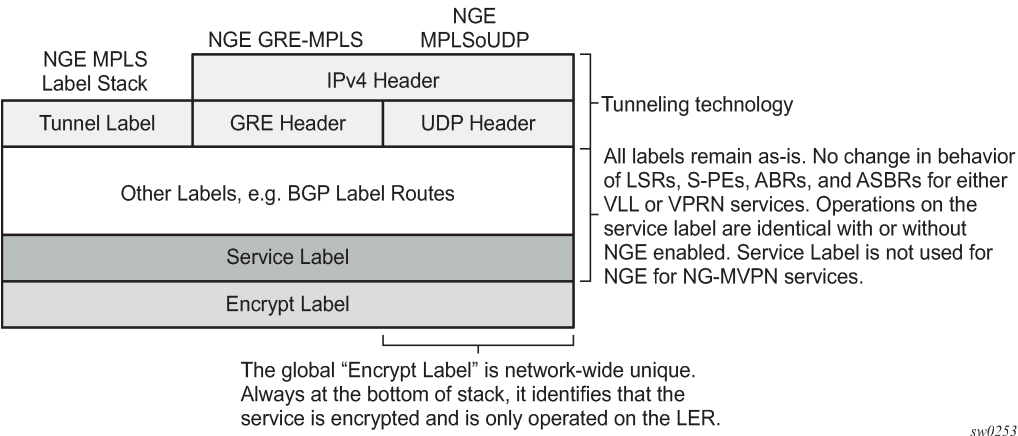 NGE MPLS
Label Stack
NGE GRE-MPLS
NGE
MPLSoUDP
IPv4 Header
Tunnel Label
GRE Header
UDP Header
Tunneling technology
Other Labels, e.g. BGP Label Routes
Service Label
Encrypt Label
All labels remain as-is. No change in behavior
of LSRs, S-PEs, ABRs, and ASBRs for either
VLL or VPRN services. Operations on the
service label are identical with or without
NGE enabled. Service Label is not used for
NGE for NG-MVPN services.
The global “Encrypt Label” is network-wide unique.
Always at the bottom of stack, it identifies that the
service is encrypted and is only operated on the LER.
sw0253